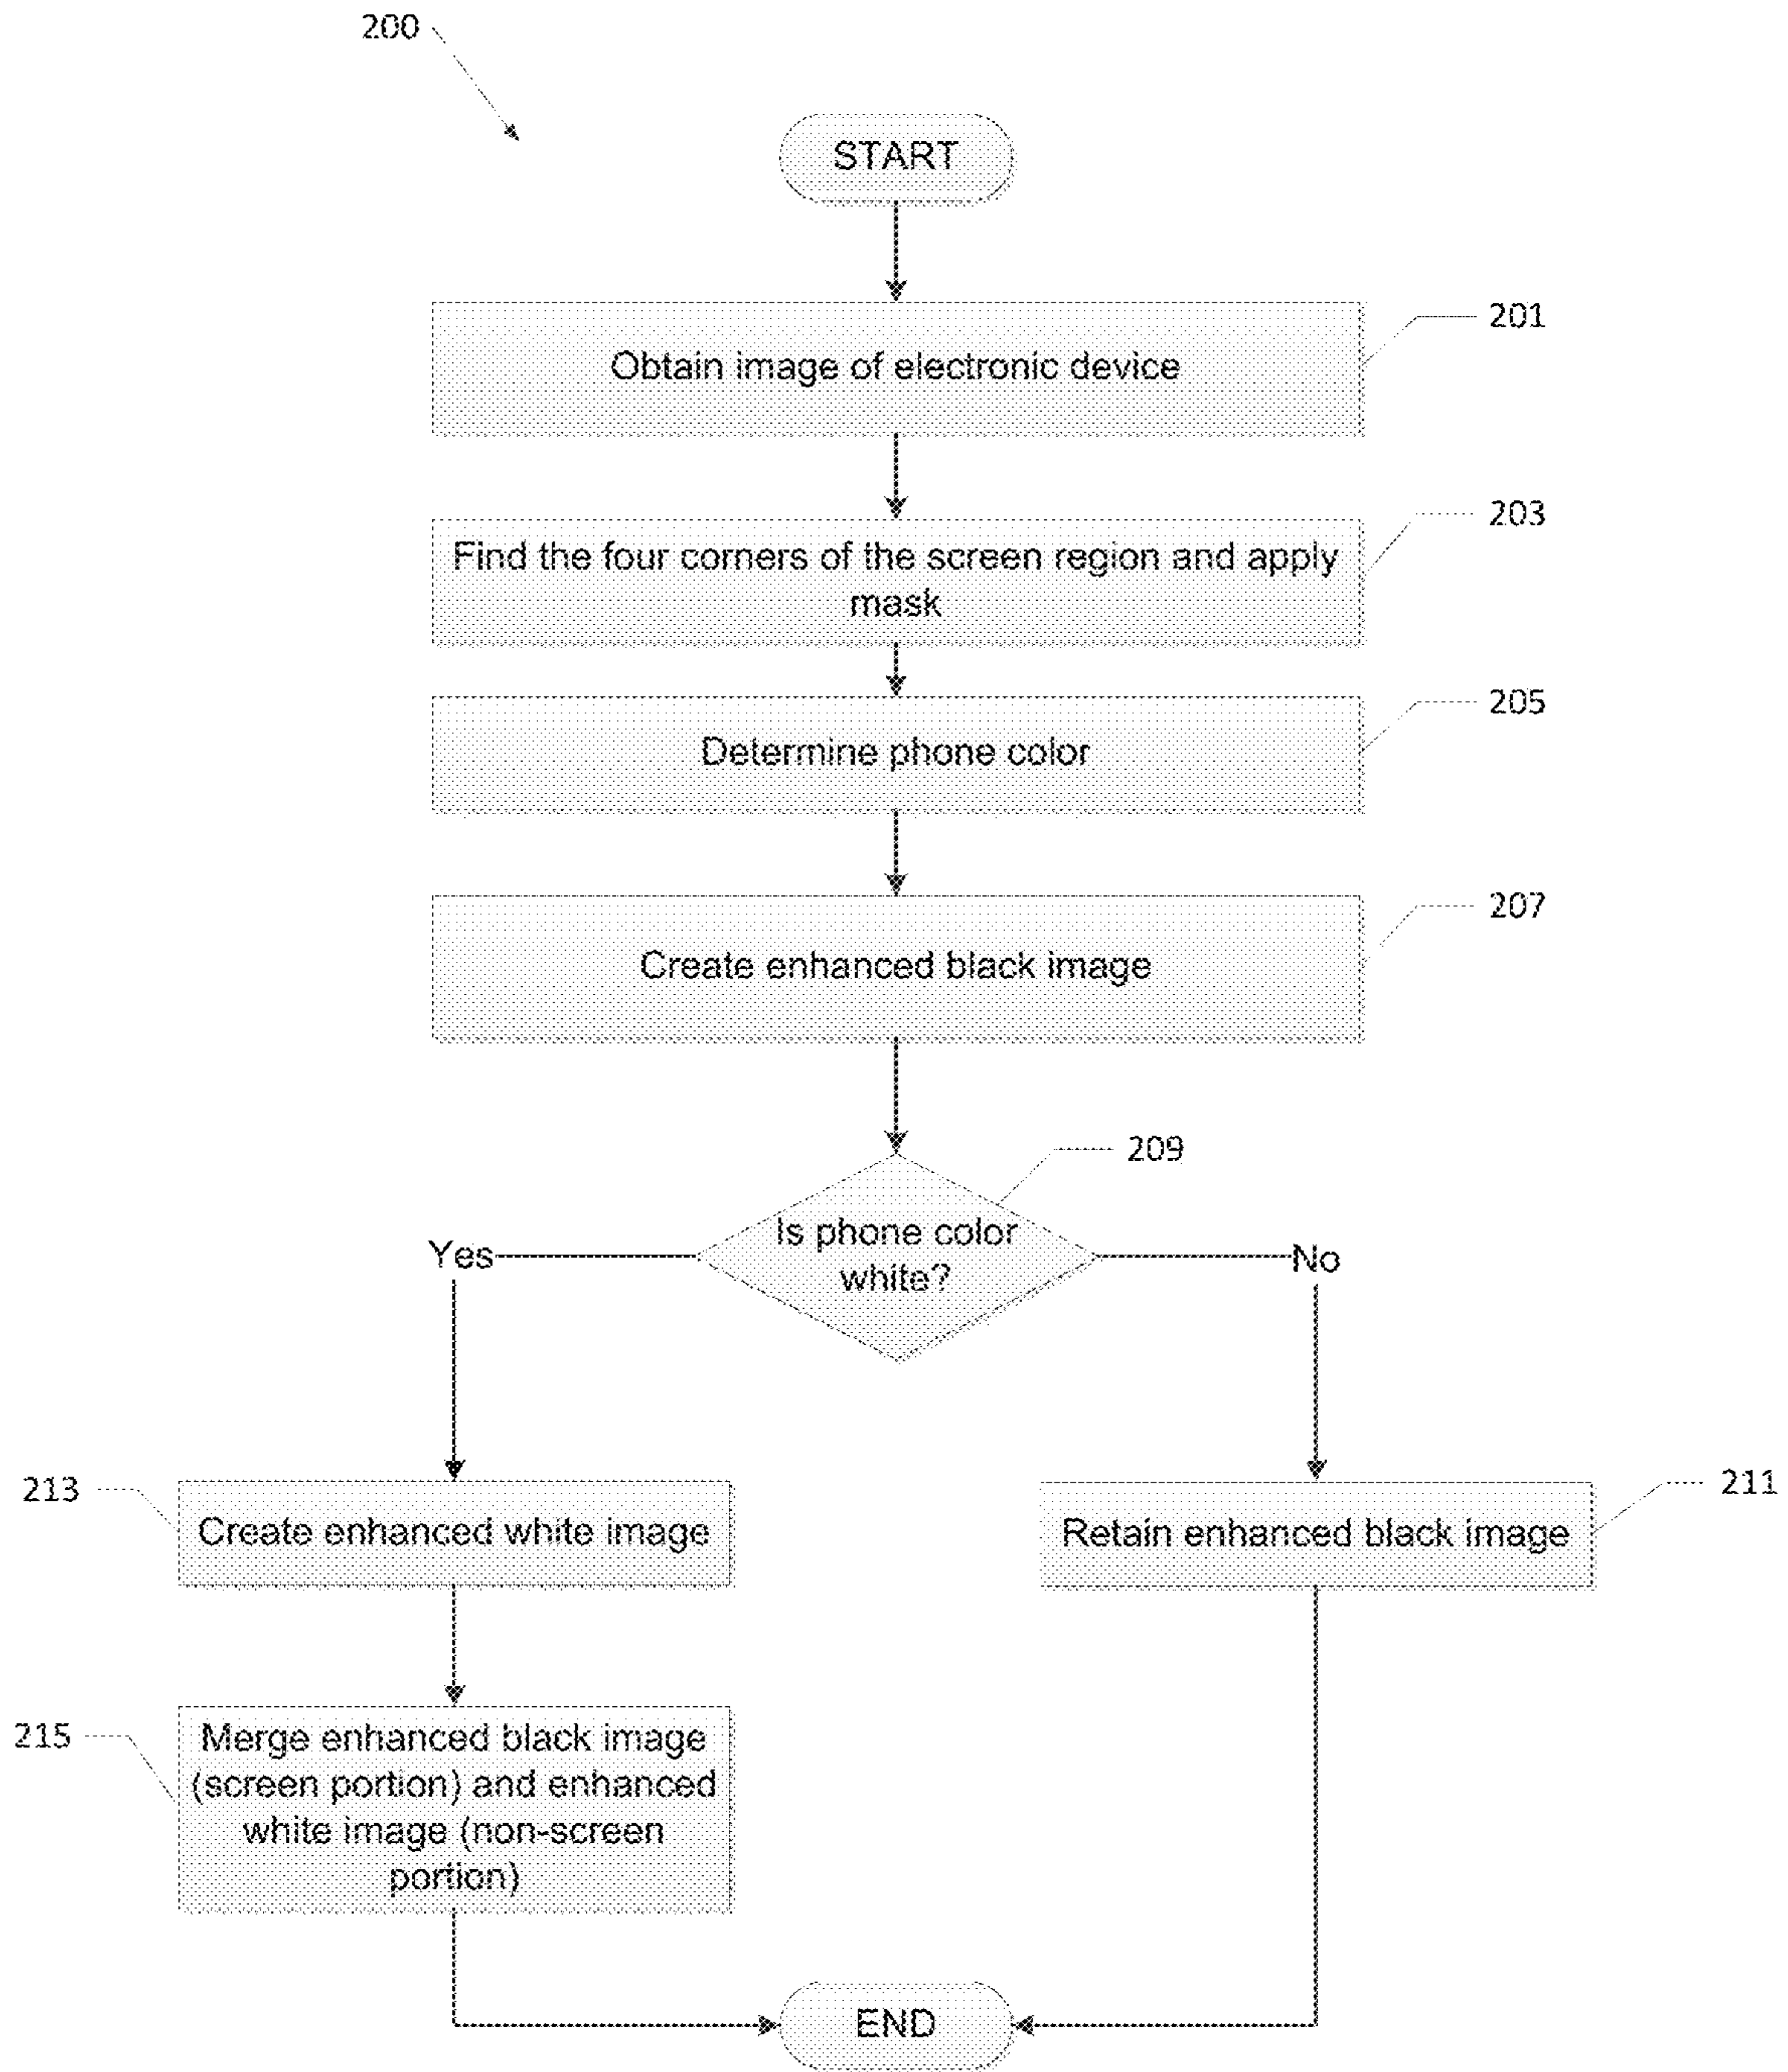 200
START
201
Obtain image of electronic device
203
Find the four corners of the screen region and apply
mask
205
Determine phone color
207
Create enhanced black image
209
Is phone color
white?
Yes
No
213
Create enhanced white image
211
Retain enhanced black image
215
Merge enhanced black image
(screen portion) and enhanced
white image (non-screen
portion)
END